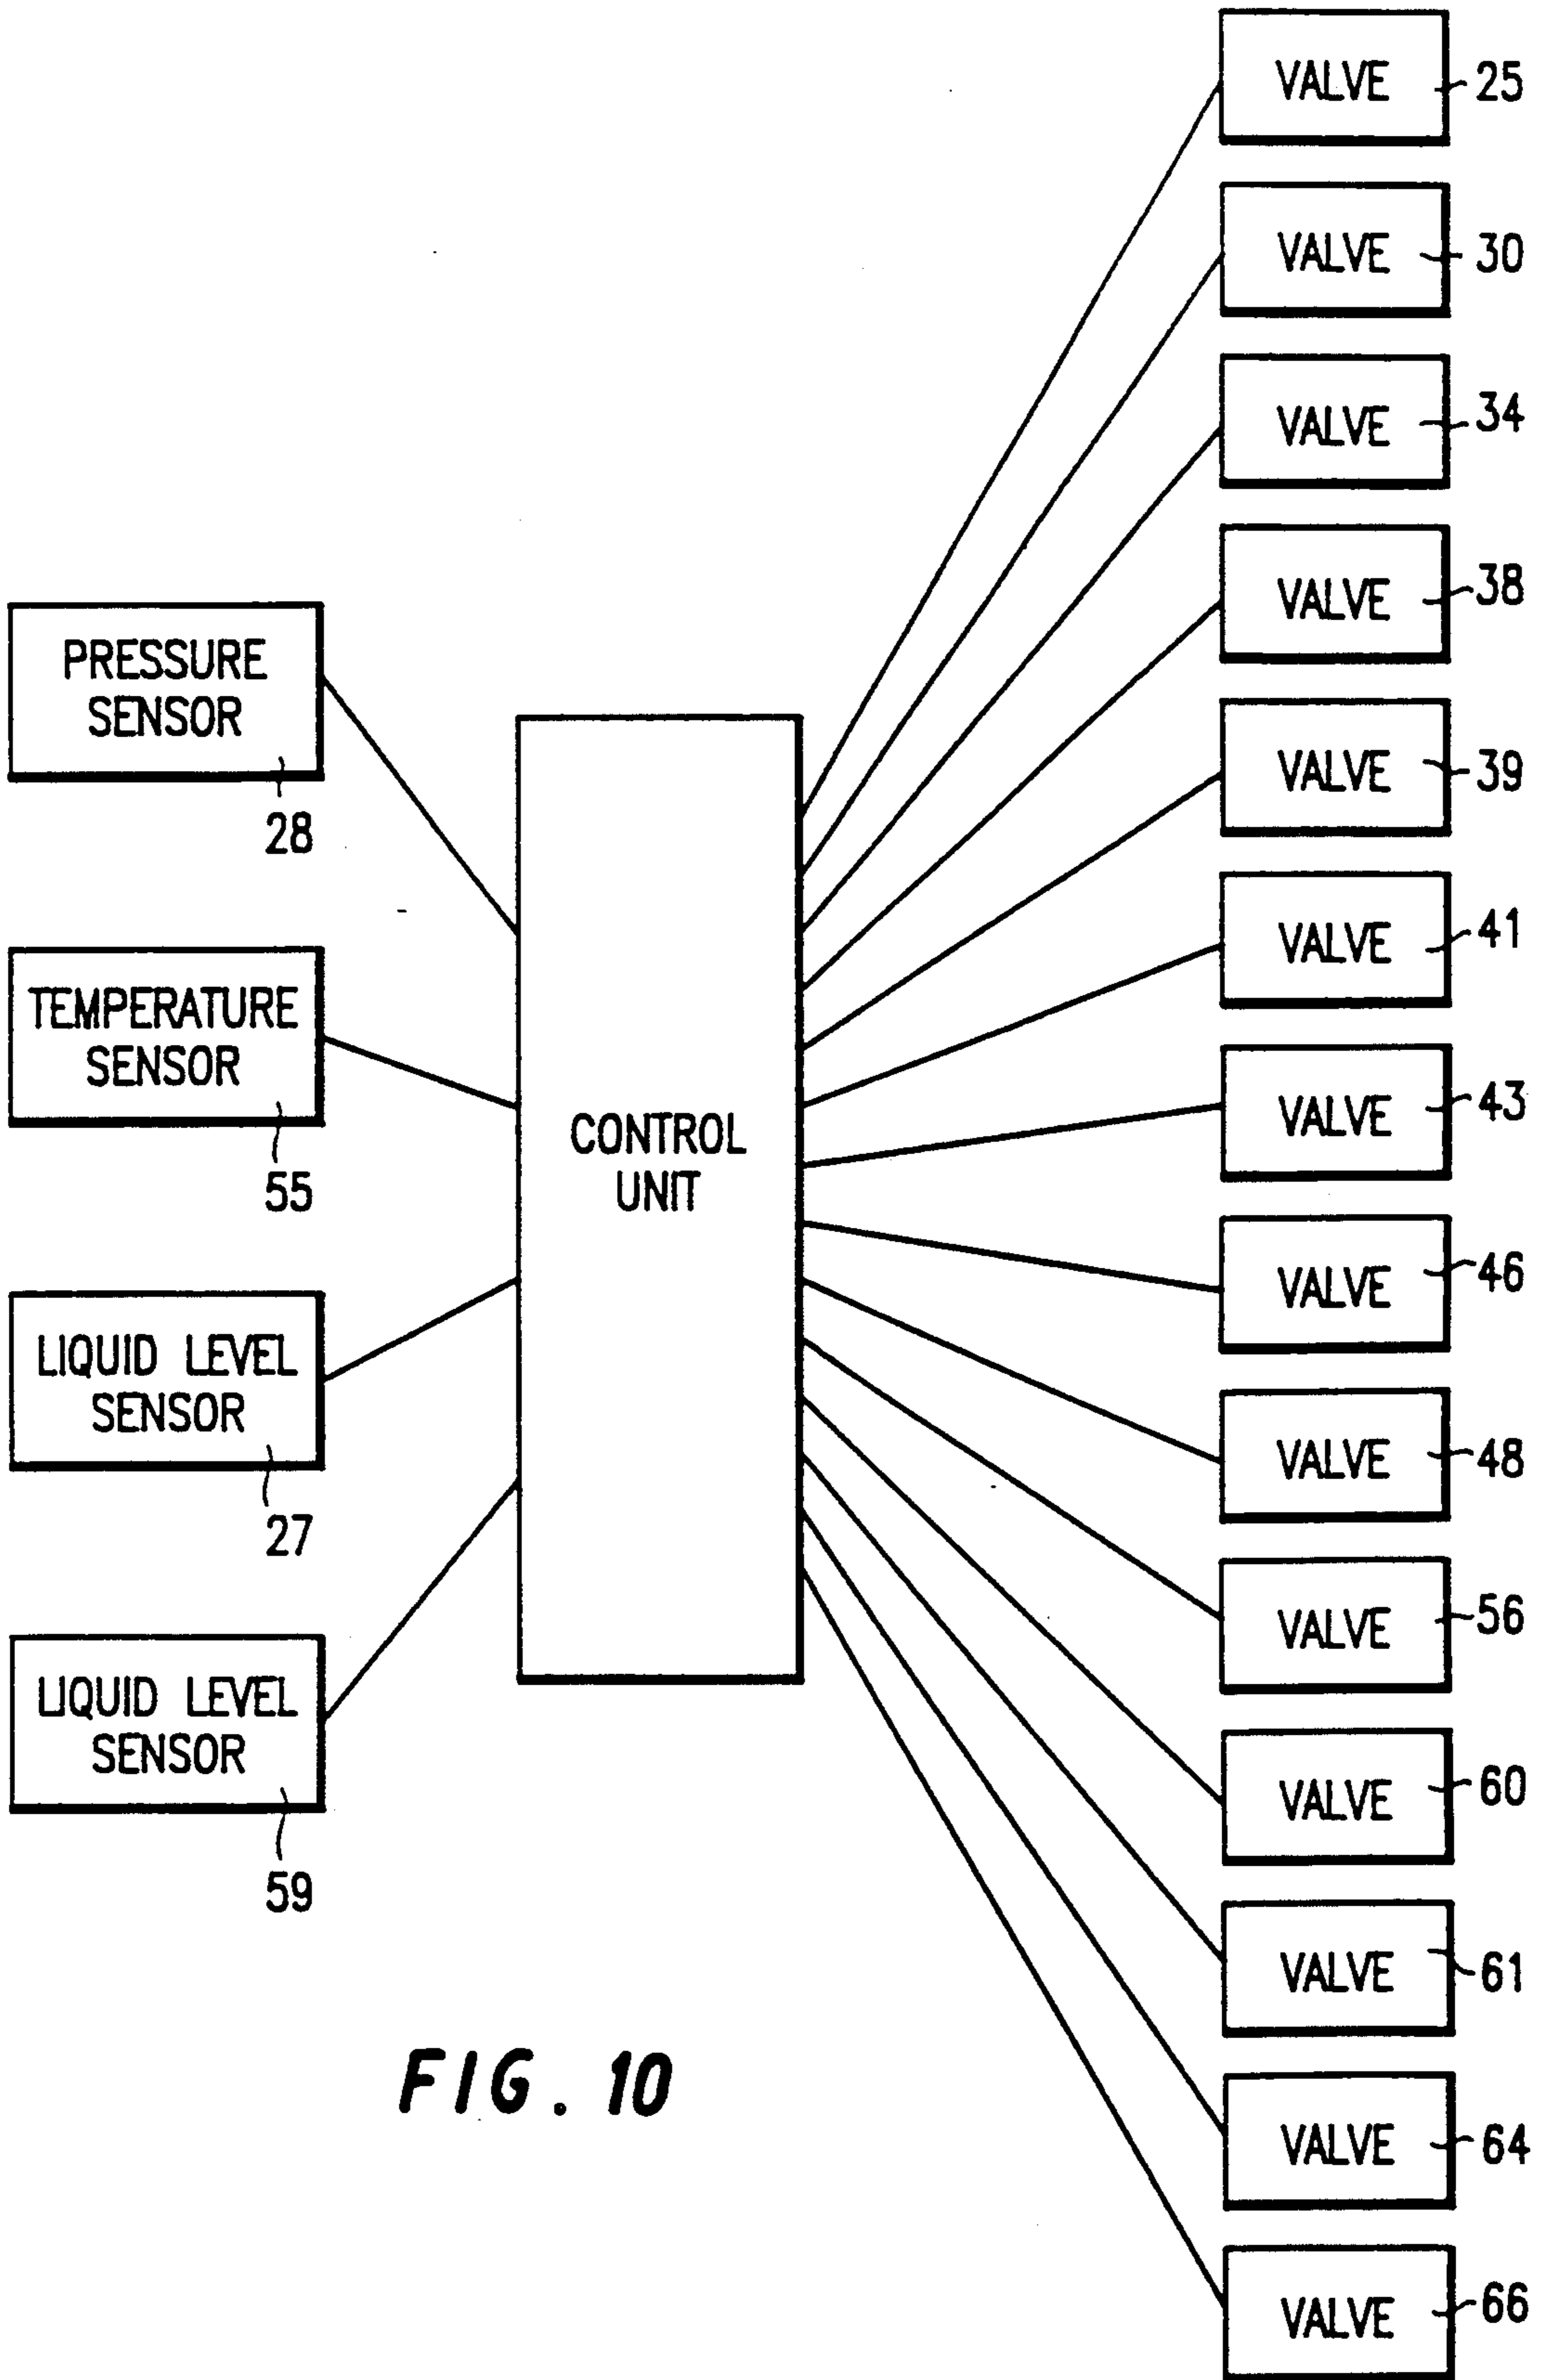 VALVE 25
VALVE 30
VALVE 34
VALVE 38
VALVE 39
VALVE 41
VALVE 43
VALVE 46
VALVE 48
VALVE 56
VALVE 60
VALVE 61
VALVE 64
VALVE 66
PRESSURE
SENSOR
28
TEMPERATURE
SENSOR
55
LIQUID LEVEL
SENSOR
27
LIQUID LEVEL
SENSOR
59
CONTROL
UNIT
FIG. 10